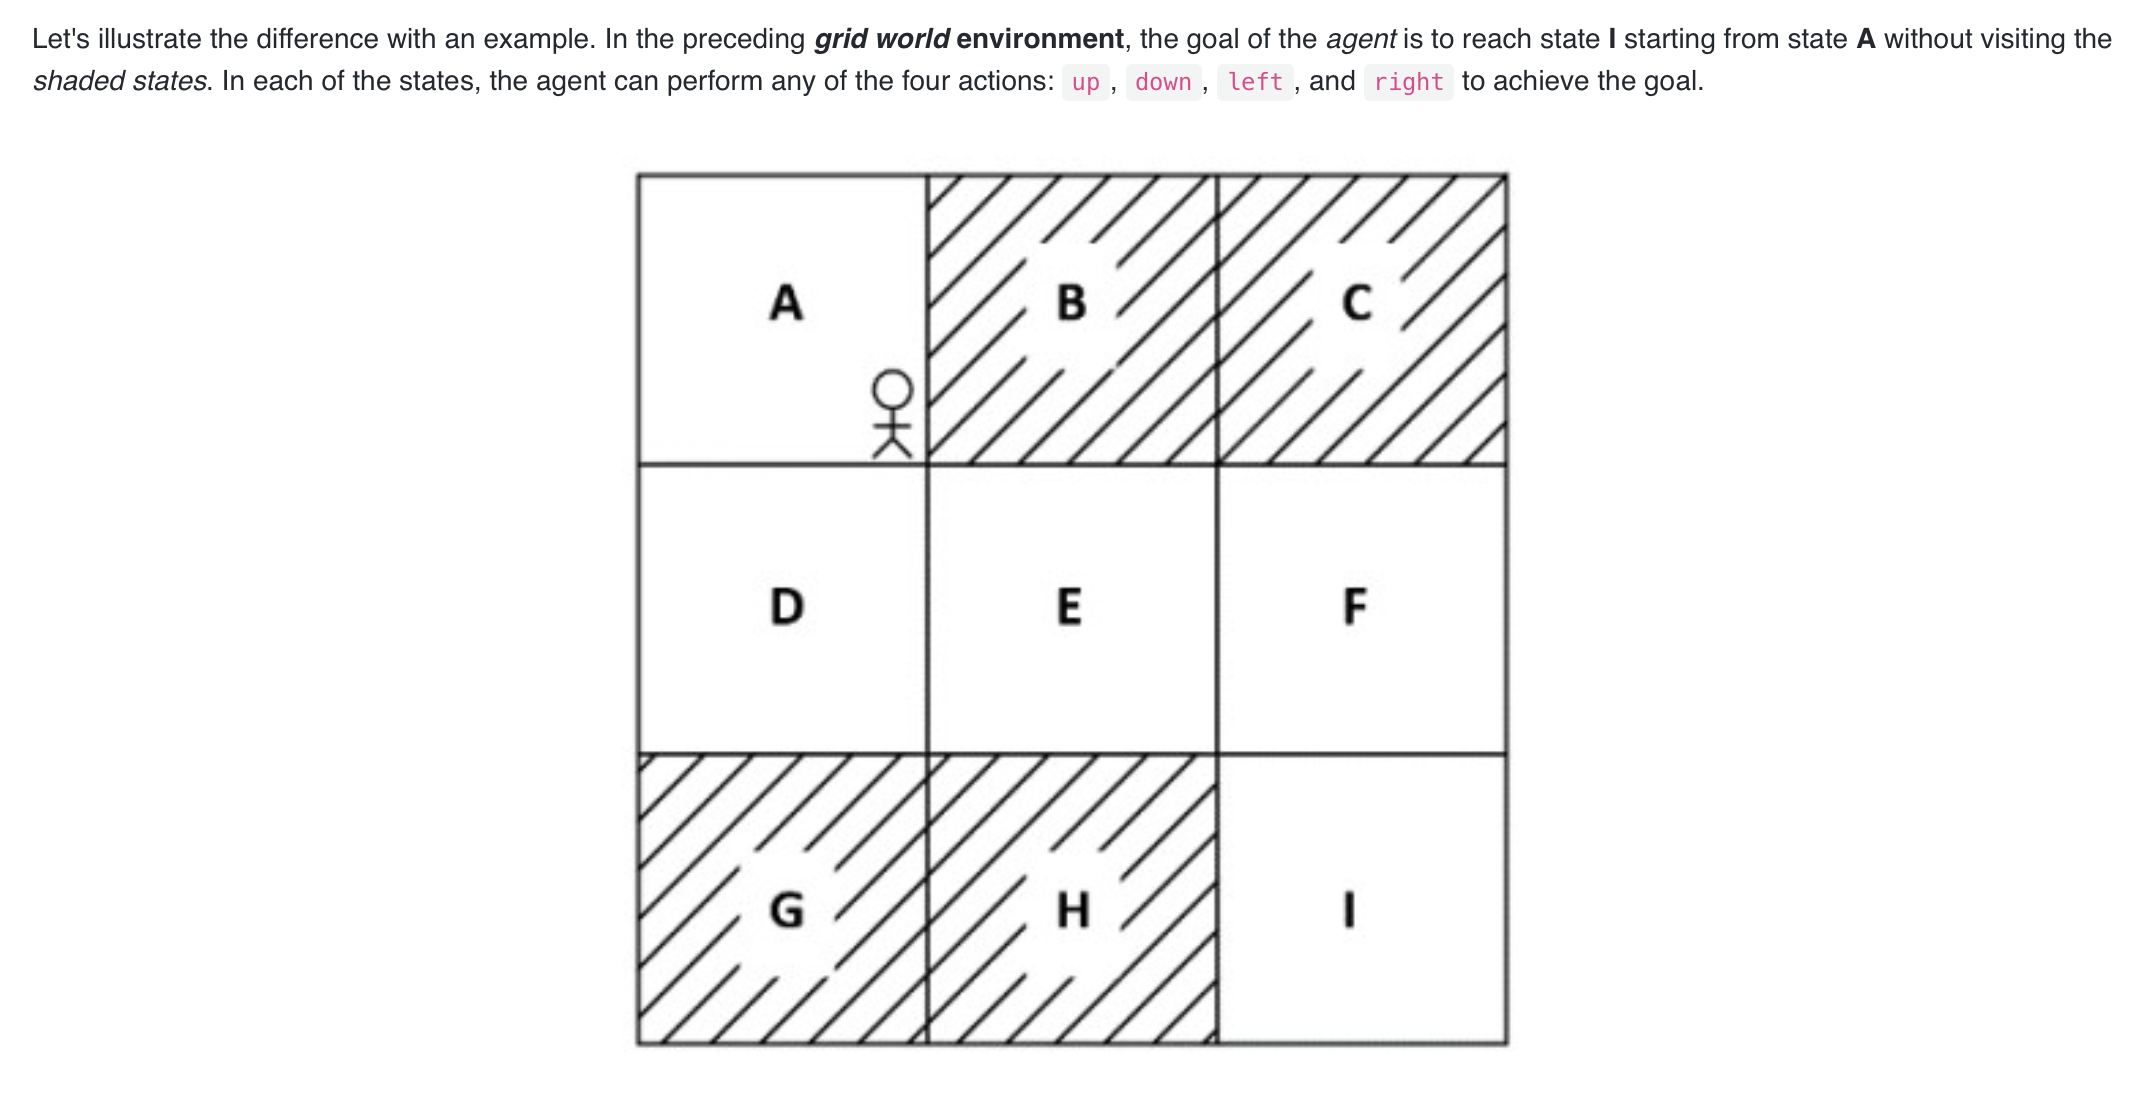 Let's illustrate the difference with an example. In the preceding grid world environment, the goal of the agent is to reach state I starting from state A without visiting the
shaded states. In each of the states, the agent can perform any of the four actions: up, down, left, and right to achieve the goal.
A B C
D E F
G H I